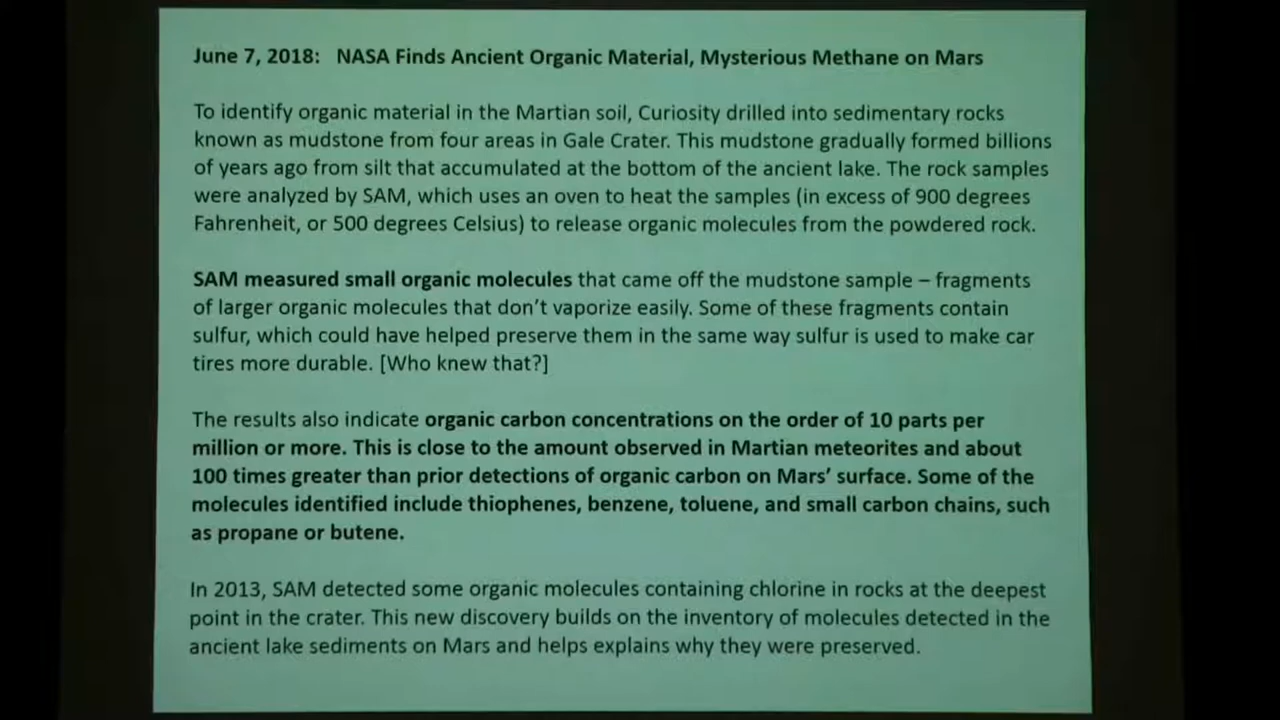 June 7, 2018: NASA Finds Ancient Organic Material, Mysterious Methane on Mars
To identify organic material in the Martian soil, Curiosity drilled into sedimentary rocks
known as mudstone from four areas in Gale Crater. This mudstone gradually formed billions
of years ago from silt that accumulated at the bottom of the ancient lake. The rock samples
were analyzed by SAM, which uses an oven to heat the samples (in excess of 900 degrees
Fahrenheit, or 500 degrees Celsius) to release organic molecules from the powdered rock.
SAM measured small organic molecules that came off the mudstone sample – fragments
of larger organic molecules that don't vaporize easily. Some of these fragments contain
sulfur, which could have helped preserve them in the same way sulfur is used to make car
tires more durable. [Who knew that?]
The results also indicate organic carbon concentrations on the order of 10 parts per
million or more. This is close to the amount observed in Martian meteorites and about
100 times greater than prior detections of organic carbon on Mars' surface. Some of the
molecules identified include thiophenes, benzene, toluene, and small carbon chains, such
as propane or butene.
In 2013, SAM detected some organic molecules containing chlorine in rocks at the deepest
point in the crater. This new discovery builds on the inventory of molecules detected in the
ancient lake sediments on Mars and helps explains why they were preserved.